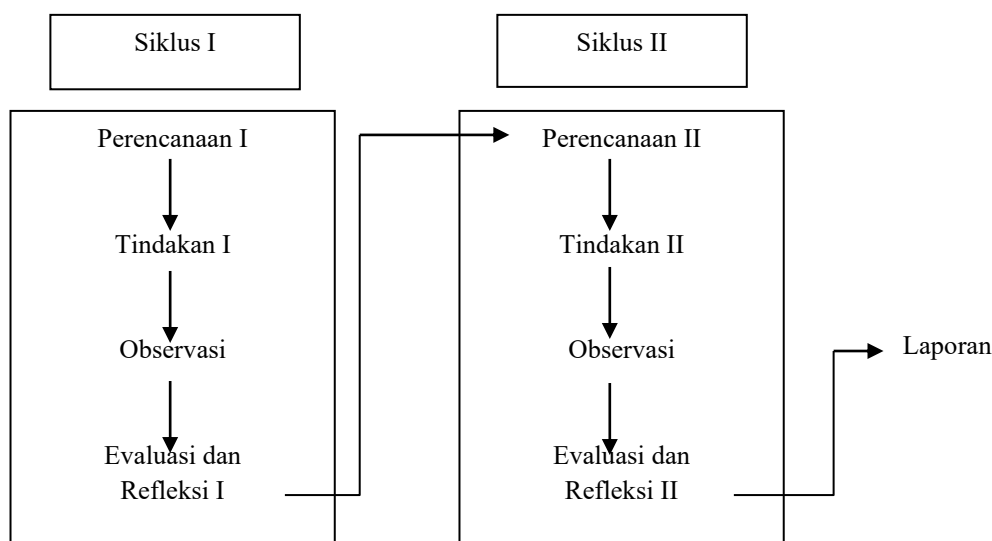 Siklus I
Siklus II
Perencanaan I
Tindakan I
Observasi
Evaluasi dan
Refleksi I
Perencanaan II
Tindakan II
Observasi
Evaluasi dan
Refleksi II
Laporan